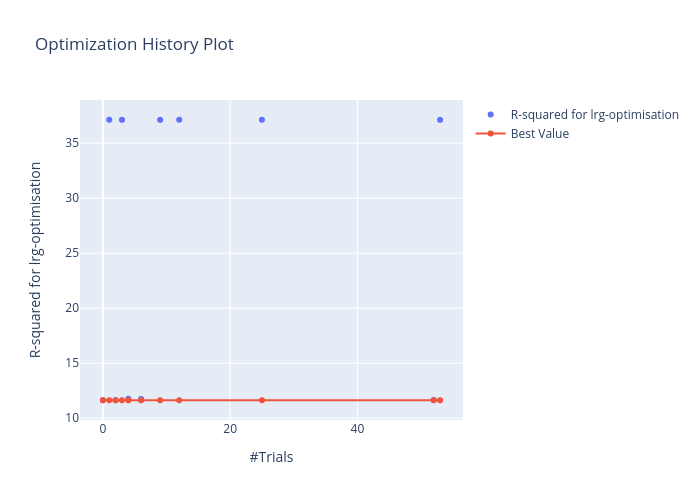 Optimization History Plot
R-squared for lrg-optimisation
Best Value
R-squared for lrg-optimisation
35
30
25
20
15
10
0
20
40
#Trials